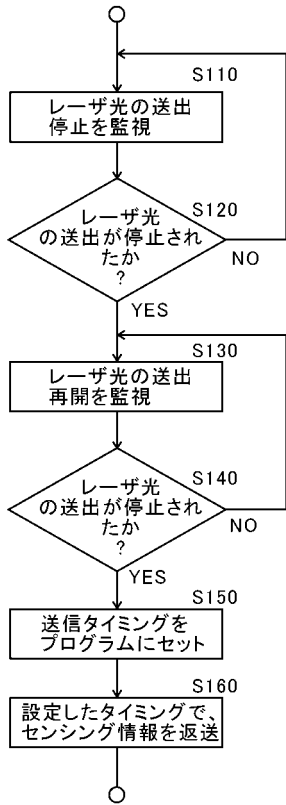 S110
レーザ光の送出
停止を監視
S120
レーザ光
の送出が停止され
たか
?
NO
YES
S130
レーザ光の送出
再開を監視
S140
レーザ光
の送出が停止され
たか
?
NO
YES
S150
送信タイミングを
プログラムにセット
S160
設定したタイミングで、
センシング情報を返送